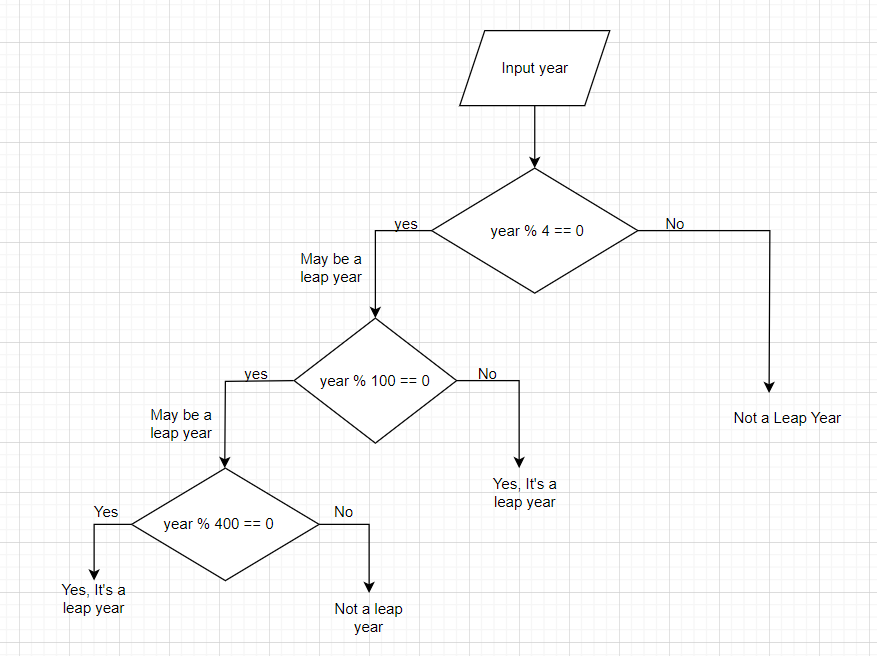 Input year
yes
No
year % 4 == 0
May be a
leap year
yes
No
year % 100 == 0
May be a
leap year
Not a Leap Year
Yes, It's a
leap year
Yes
No
year % 400 == 0
Yes, It's a
leap year
Not a leap
year